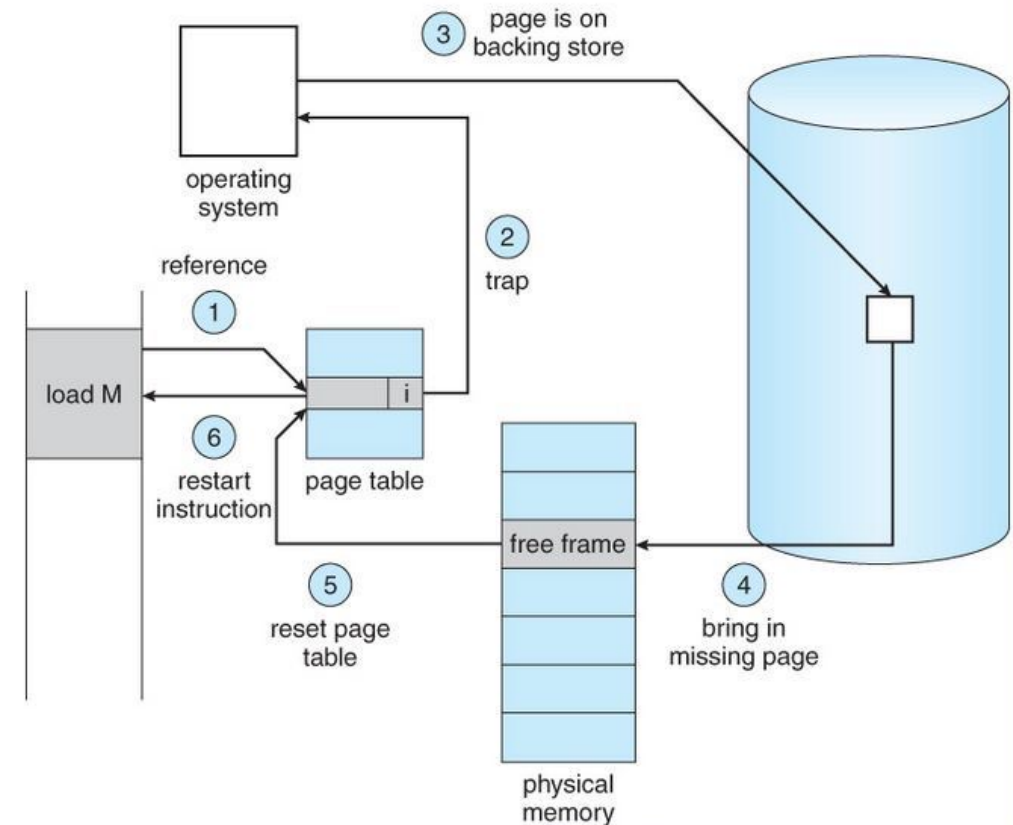 3
page is on
backing store
operating
system
2
trap
reference
1
load M
i
6
restart
instruction
page table
free frame
5
reset page
table
4
bring in
missing page
physical
memory